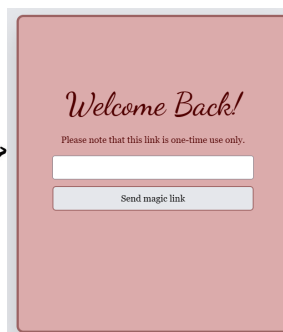 Welcome Back!
Please note that this link is one-time use only.
Send magic link